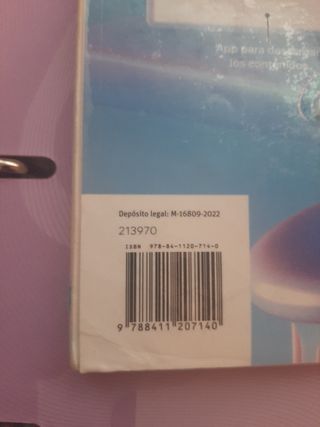 App para descargar
los contenidos
Depósito legal: M-16809-2022
213970
ISBN 978-84-1120-714-0
9 788411 207140